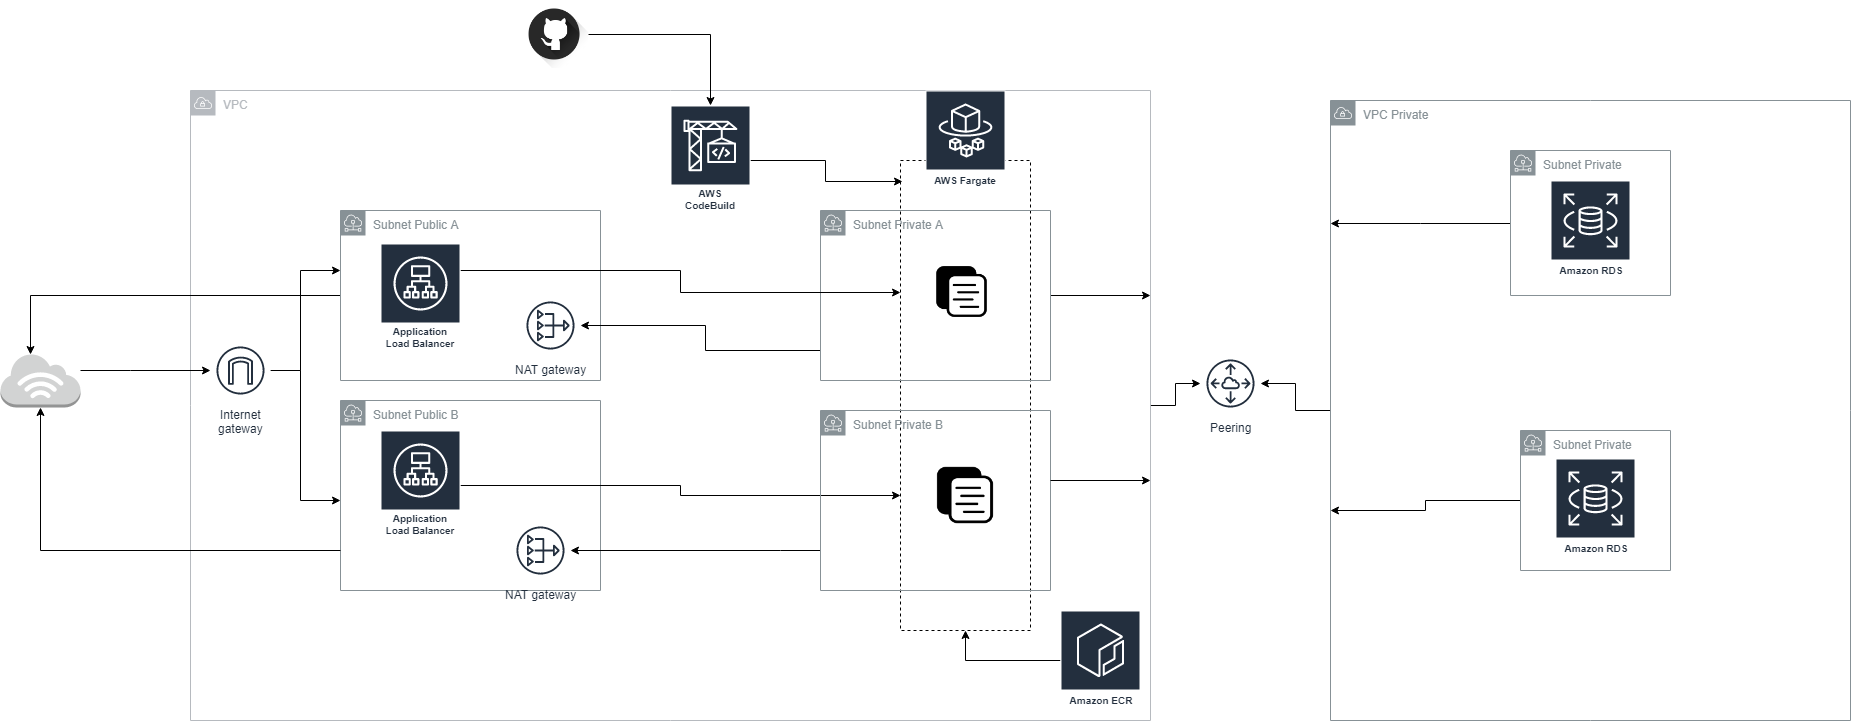 VPC
VPC Private
AWS
CodeBuild
AWS Fargate
Subnet Private
Amazon RDS
Subnet Public A
Application
Load Balancer
NAT gateway
Subnet Private A
Internet
gateway
Peering
Subnet Public B
Application
Load Balancer
NAT gateway
Subnet Private B
Subnet Private
Amazon RDS
Amazon ECR